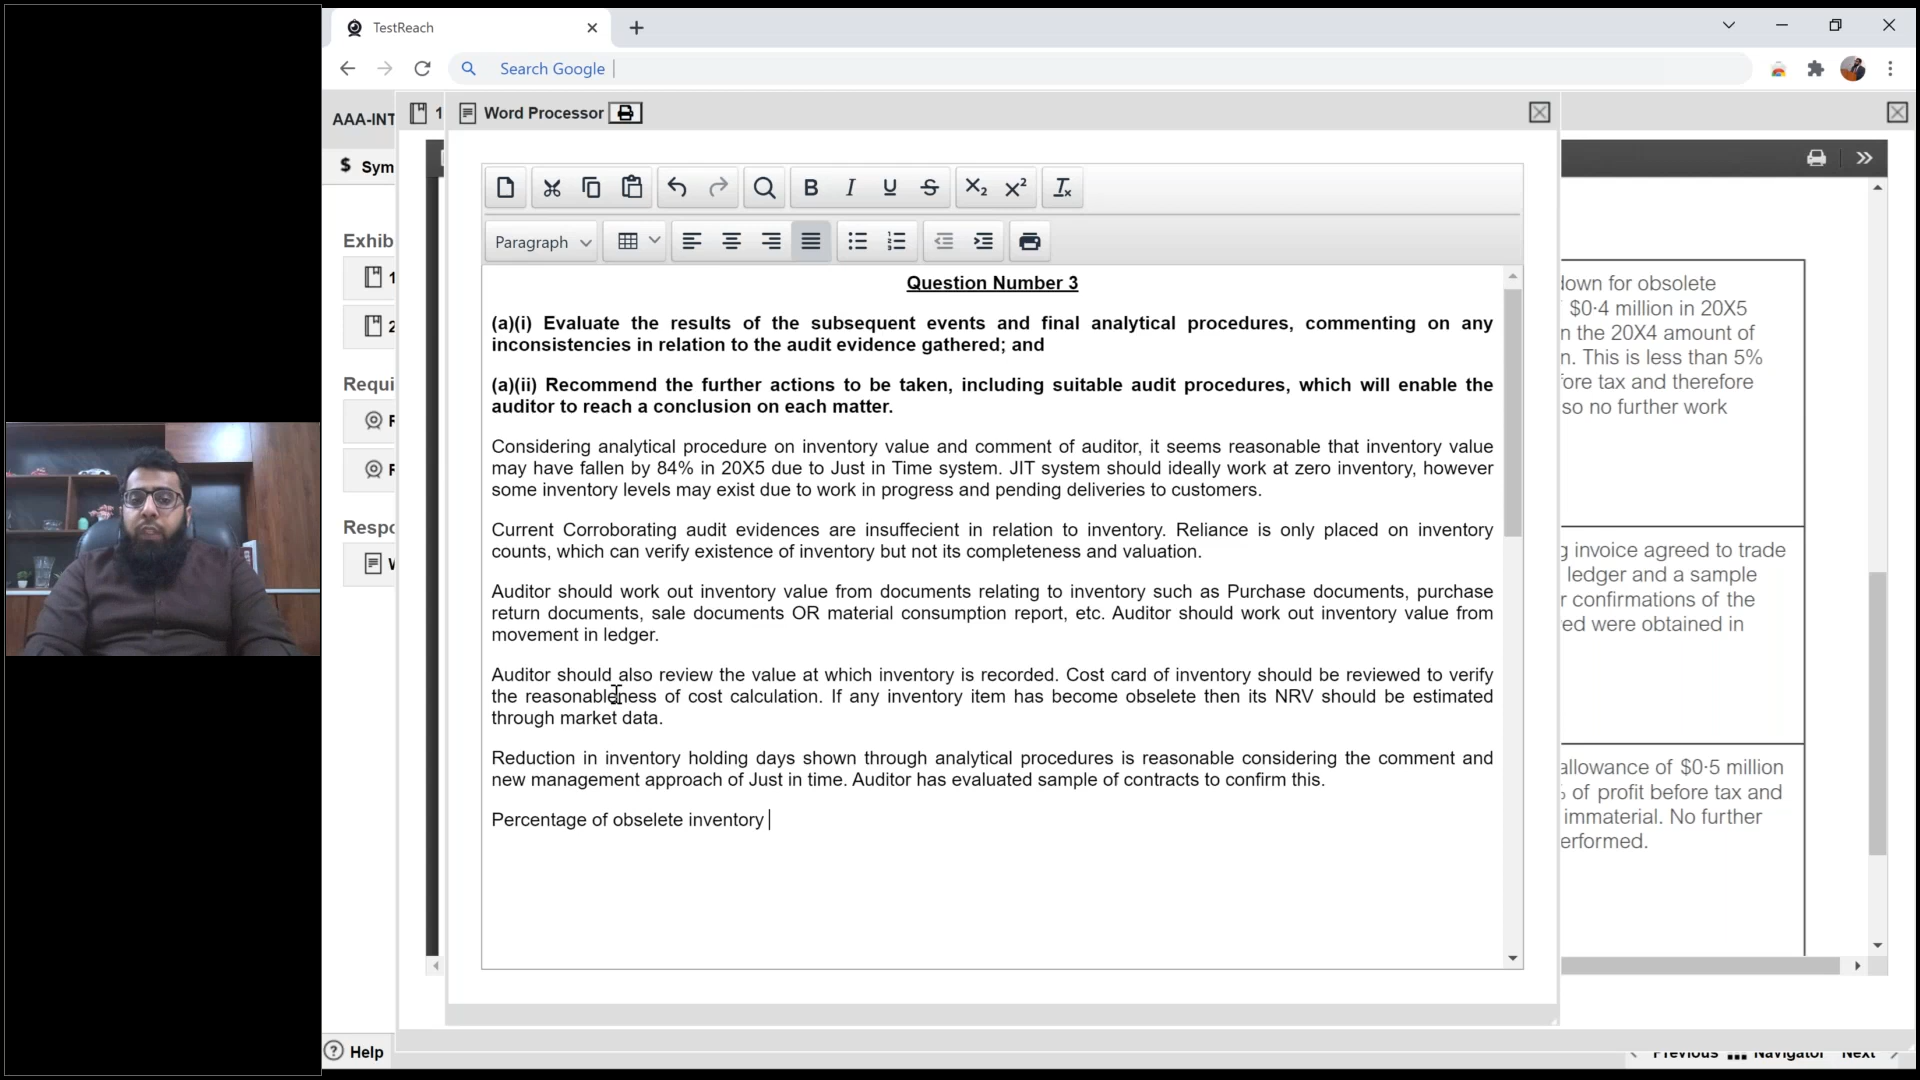 TestReach
Search Google
AAA-INT
1
Word Processor
$ Sym
Paragraph
Exhib
1
2
Requi
Respo
Question Number 3
(a)(i) Evaluate the results of the subsequent events and final analytical procedures, commenting on any
inconsistencies in relation to the audit evidence gathered; and
(a)(ii) Recommend the further actions to be taken, including suitable audit procedures, which will enable the
auditor to reach a conclusion on each matter.
Considering analytical procedure on inventory value and comment of auditor, it seems reasonable that inventory value
may have fallen by 84% in 20X5 due to Just in Time system. JIT system should ideally work at zero inventory, however
some inventory levels may exist due to work in progress and pending deliveries to customers.
Current Corroborating audit evidences are insuffecient in relation to inventory. Reliance is only placed on inventory
counts, which can verify existence of inventory but not its completeness and valuation.
Auditor should work out inventory value from documents relating to inventory such as Purchase documents, purchase
return documents, sale documents OR material consumption report, etc. Auditor should work out inventory value from
movement in ledger.
Auditor should also review the value at which inventory is recorded. Cost card of inventory should be reviewed to verify
the reasonableness of cost calculation. If any inventory item has become obselete then its NRV should be estimated
through market data.
Reduction in inventory holding days shown through analytical procedures is reasonable considering the comment and
new management approach of Just in time. Auditor has evaluated sample of contracts to confirm this.
Percentage of obselete inventory
down for obsolete
$0·4 million in 20X5
n the 20X4 amount of
n. This is less than 5%
fore tax and therefore
so no further work
g invoice agreed to trade
ledger and a sample
r confirmations of the
ed were obtained in
allowance of $0·5 million
of profit before tax and
immaterial. No further
erformed.
Help
Previous
Navigator
Next